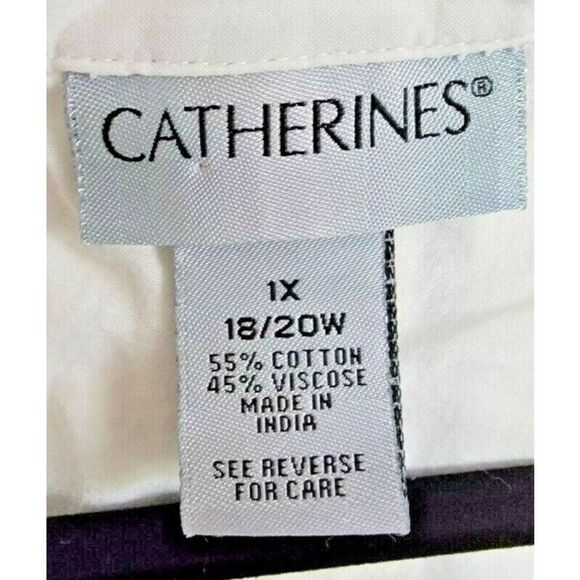 CATHERINES®
1X
18/20W
55% COTTON
45% VISCOSE
MADE IN
INDIA
SEE REVERSE
FOR CARE